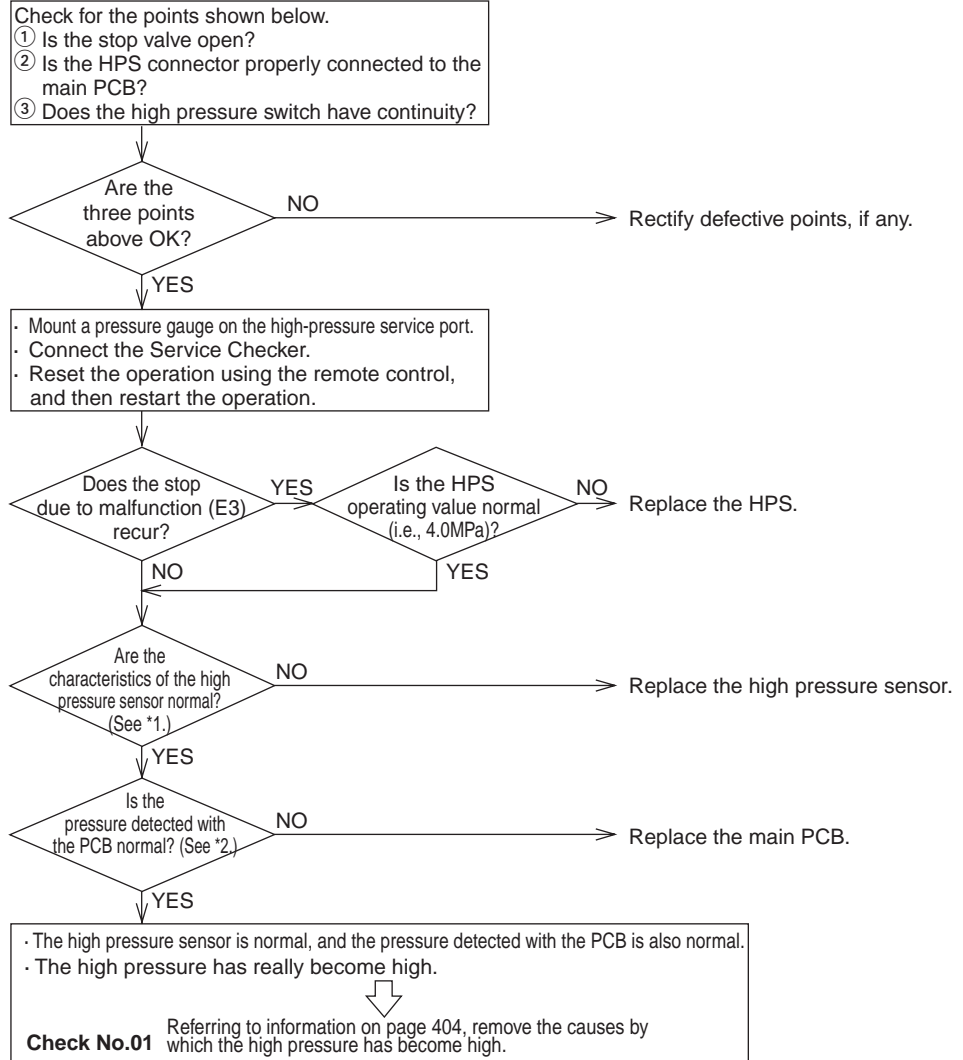 Check for the points shown below.
① Is the stop valve open?
② Is the HPS connector properly connected to the
main PCB?
③ Does the high pressure switch have continuity?
Are the
three points
above OK?
NO
Rectify defective points, if any.
YES
· Mount a pressure gauge on the high-pressure service port.
· Connect the Service Checker.
· Reset the operation using the remote control,
and then restart the operation.
Does the stop
due to malfunction (E3)
recur?
YES
Is the HPS
operating value normal
(i.e., 4.0MPa)?
NO
Replace the HPS.
NO
YES
Are the
characteristics of the high
pressure sensor normal?
(See *1.)
NO
Replace the high pressure sensor.
YES
Is the
pressure detected with
the PCB normal? (See *2.)
NO
Replace the main PCB.
YES
· The high pressure sensor is normal, and the pressure detected with the PCB is also normal.
· The high pressure has really become high.
Check No.01 Referring to information on page 404, remove the causes by
which the high pressure has become high.